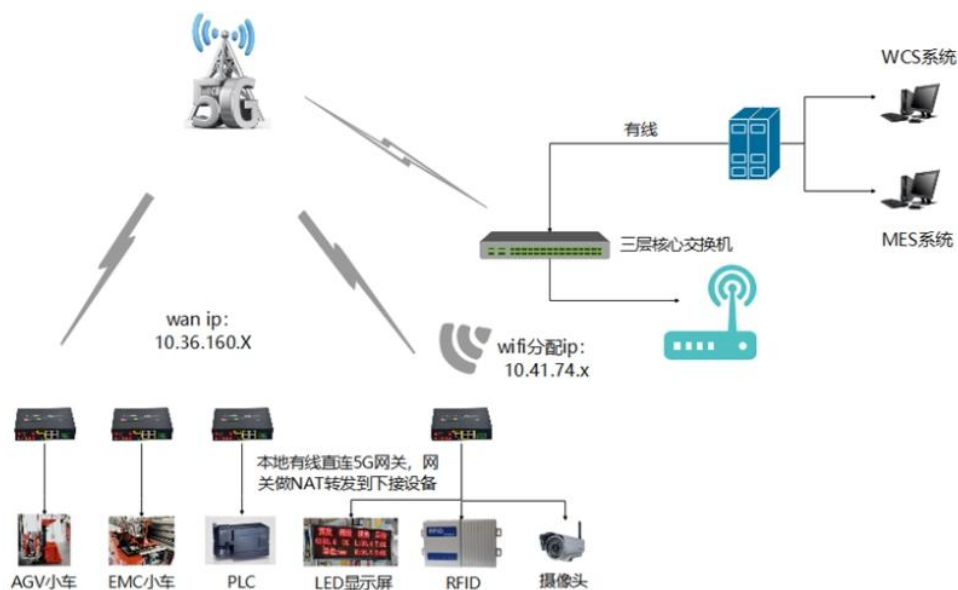 5G
WCS系统
有线
MES系统
三层核心交换机
wan ip：
10.36.160.X
wifi分配ip：
10.41.74.x
本地有线直连5G网关，网
关做NAT转发到下接设备
RFID
AGV小车
EMC小车
PLC
LED显示屏
RFID
摄像头